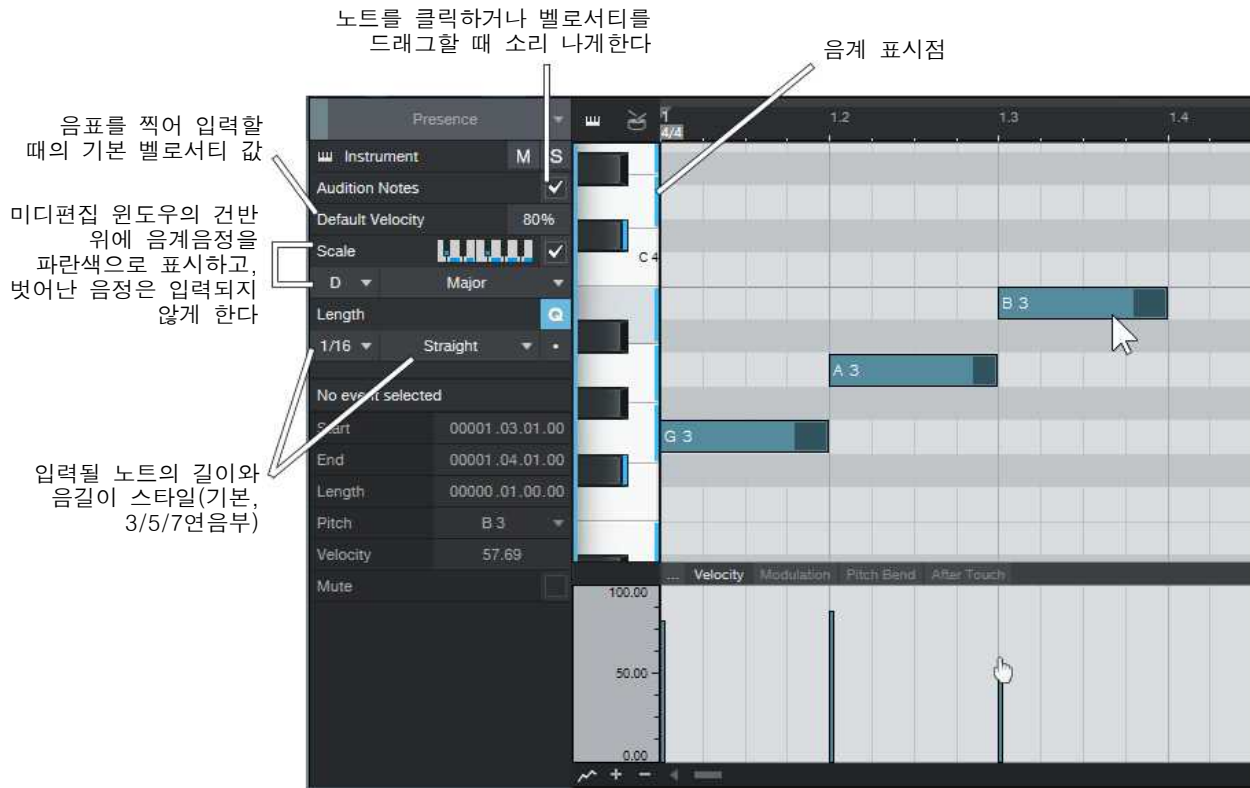 노트를 클릭하거나 벨로서티를
드래그할 때 소리 나게한다
음계 표시점
음표를 찍어 입력할
때의 기본 벨로서티 값
미디편집 윈도우의 건반
위에 음계음정을
파란색으로 표시하고,
벗어난 음정은 입력되지
않게 한다
입력될 노트의 길이와
음길이 스타일(기본,
3/5/7연음부)
Presence
Instrument M S
Audition Notes
Default Velocity 80%
Scale
D Major
Length Q
1/16 Straight
No event selected
Start 00001.03.01.00
End 00001.04.01.00
Length 00000.01.00.00
Pitch B 3
Velocity 57.69
Mute
1 1.2 1.3 1.4
4/4
C 4
B 3
A 3
G 3
... Velocity Modulation Pitch Bend After Touch
100.00
50.00
0.00